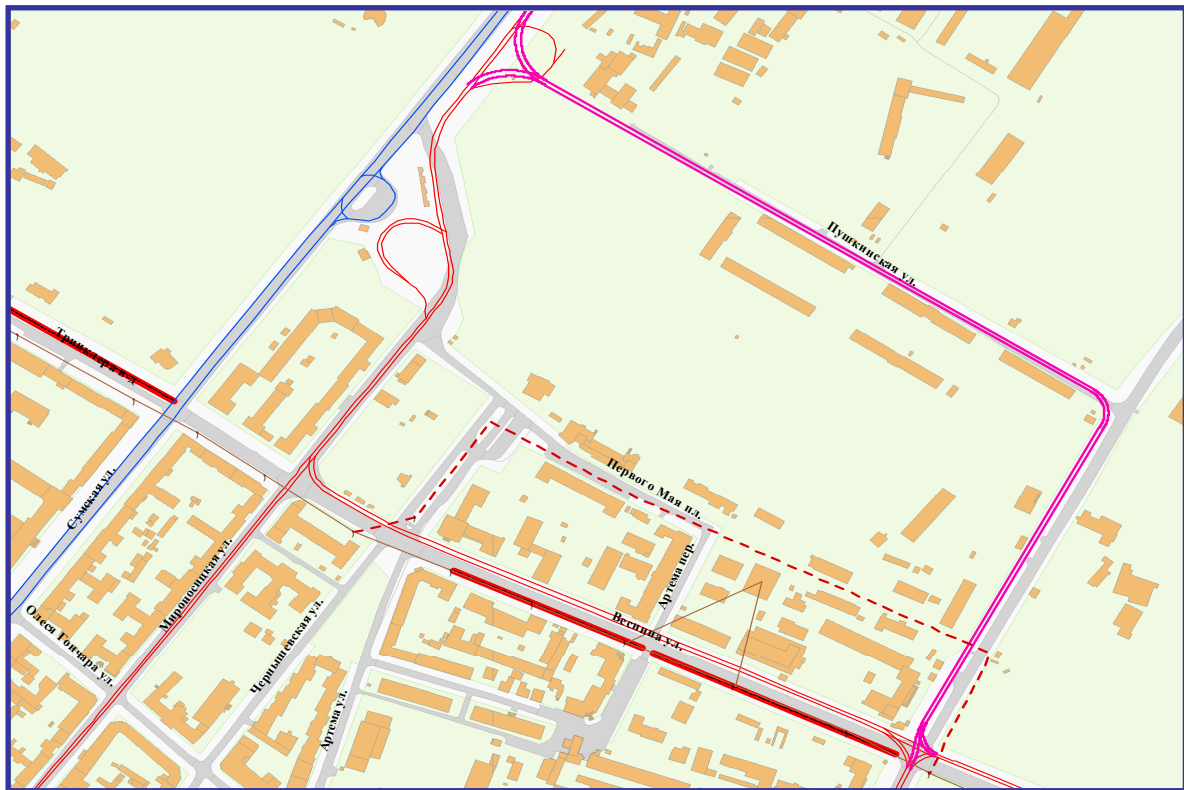 Пушкинская ул.
Тринклера в-д
Первого Мая пл.
Сумская ул.
Мироносицкая ул.
Артема пер.
Веснина ул.
Олеся Гончара ул.
Чернышевская ул.
Артема ул.